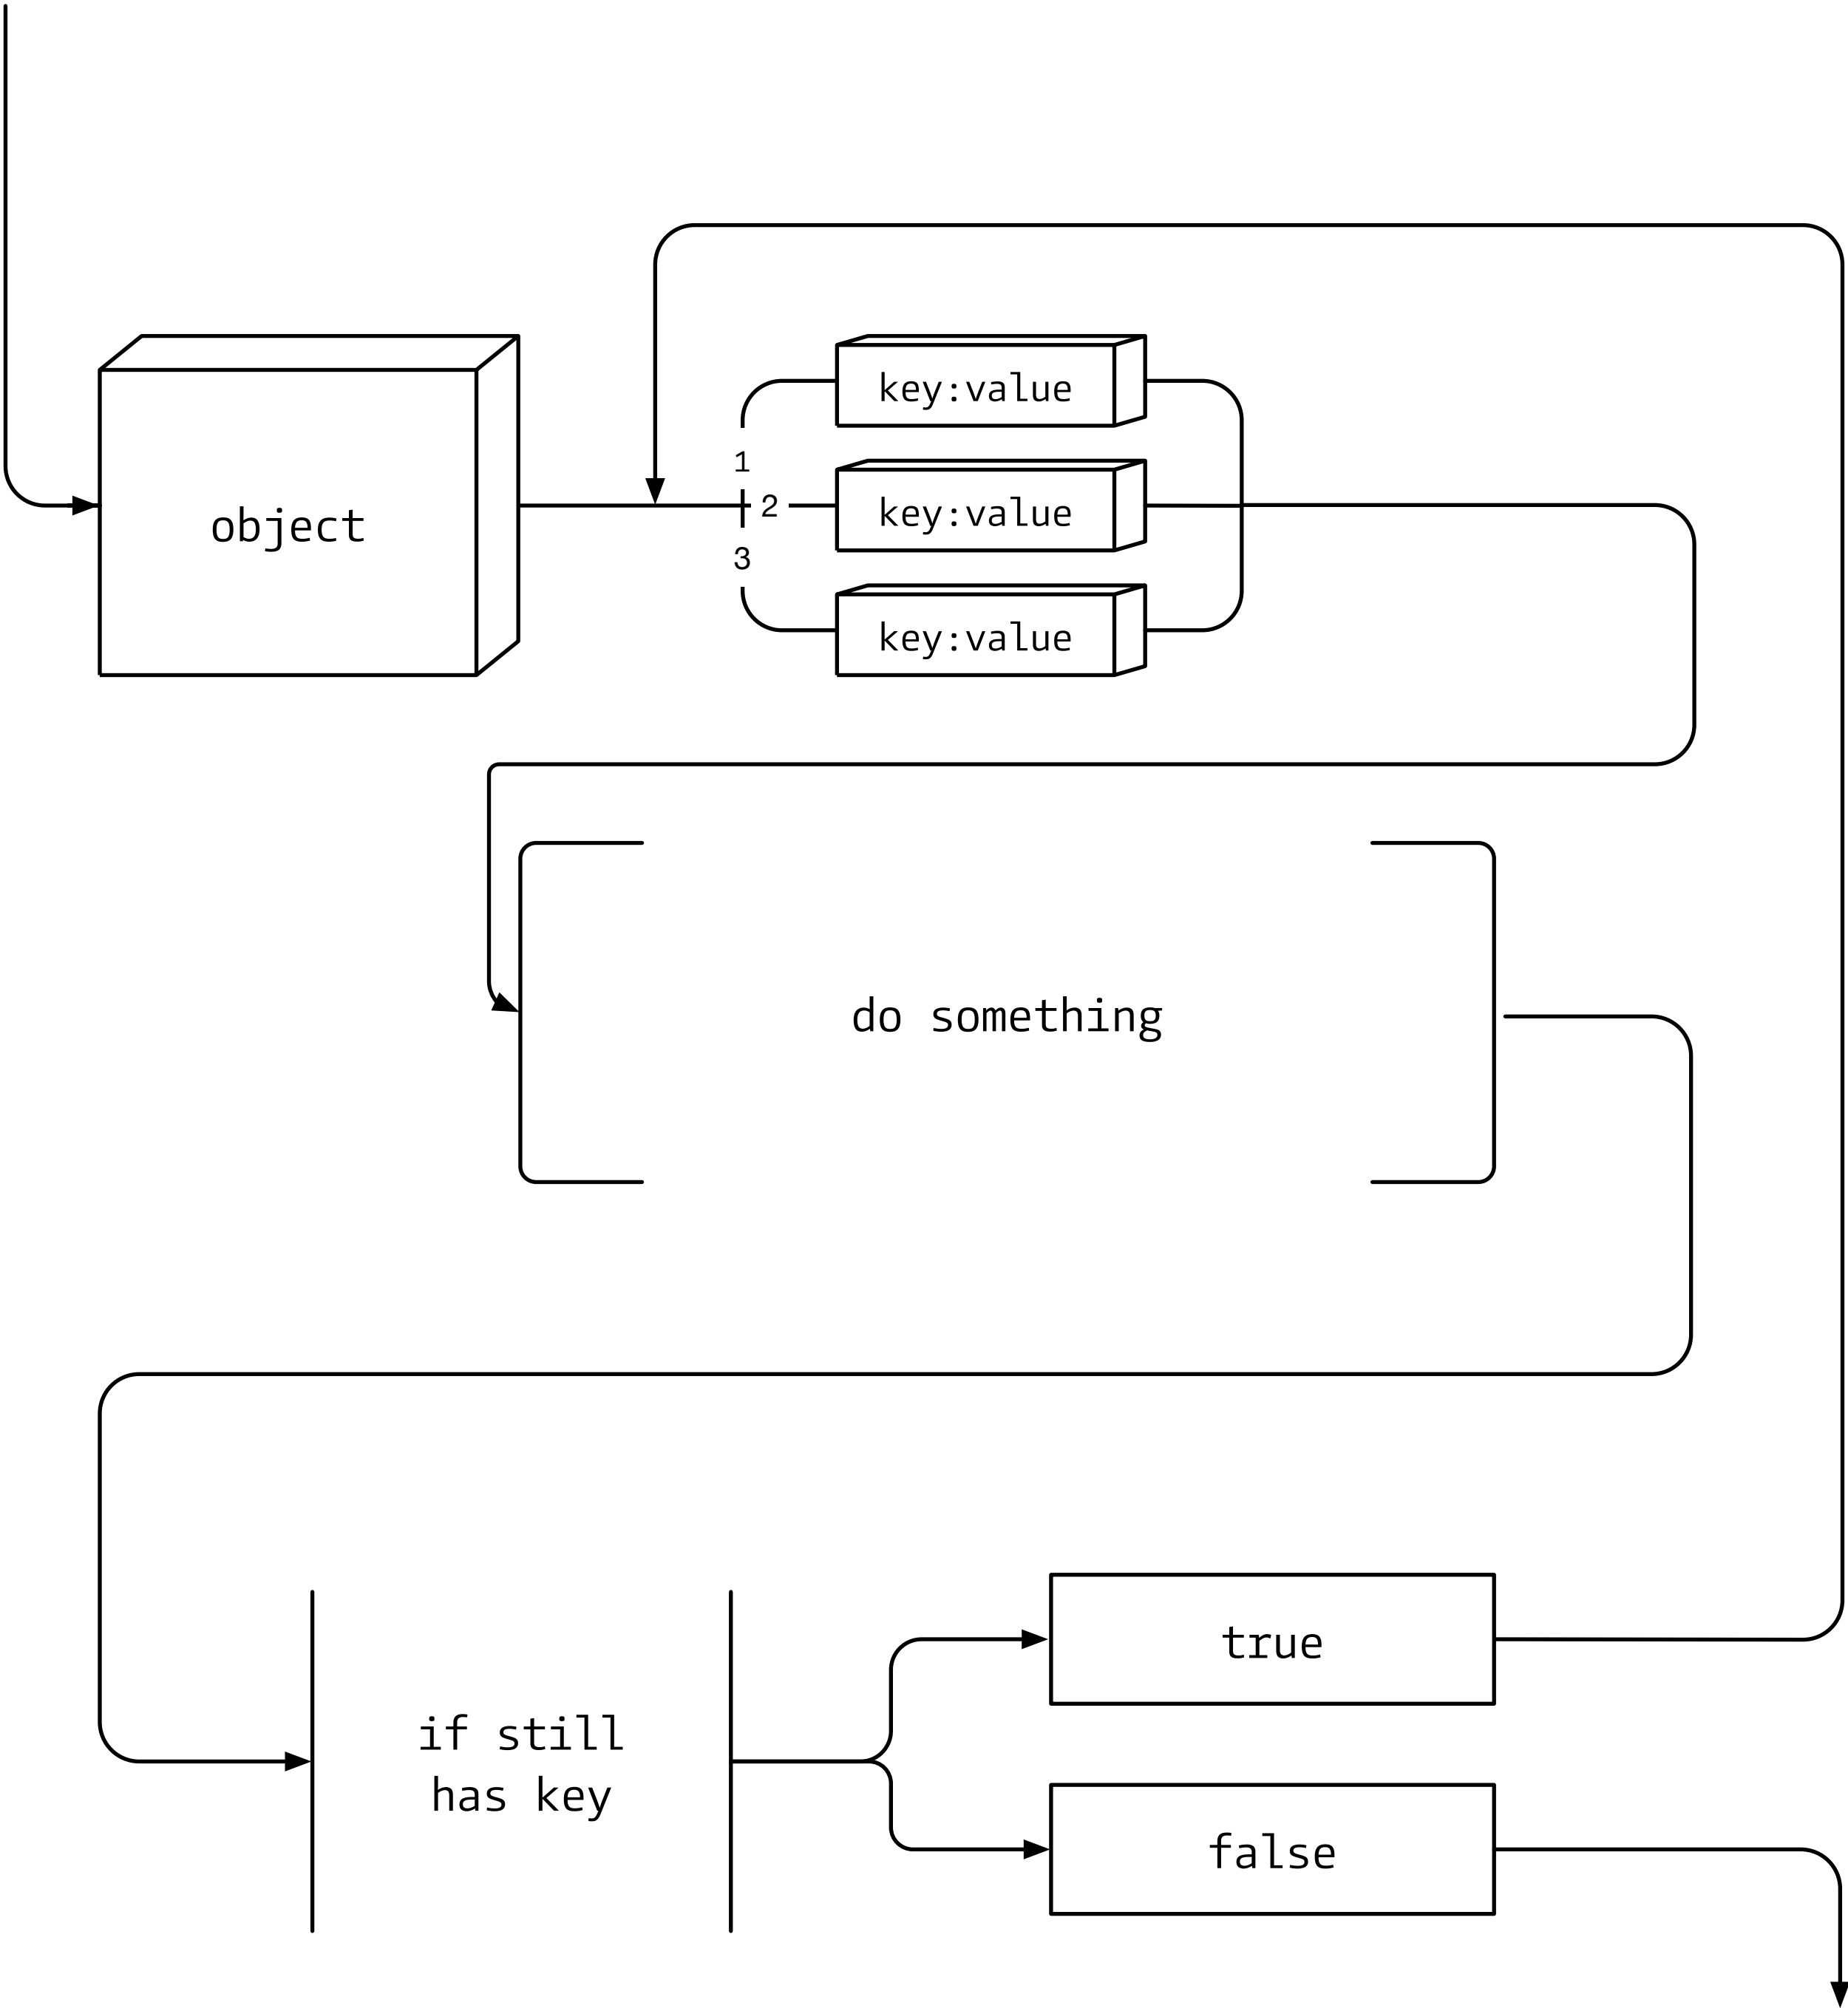 object
key:value
1
2
key:value
3
key:value
do something
if still
has key
true
false